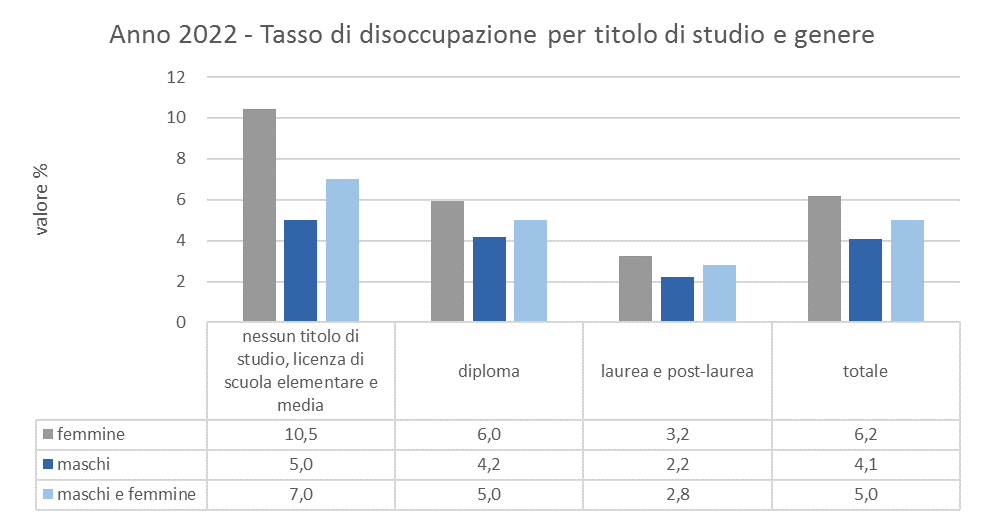 Anno 2022 - Tasso di disoccupazione per titolo di studio e genere
valore %
12
10
8
6
4
2
0
nessun titolo di
studio, licenza di
scuola elementare e
media
diploma
laurea e post-laurea
totale
femmine 10,5 6,0 3,2 6,2
maschi 5,0 4,2 2,2 4,1
maschi e femmine 7,0 5,0 2,8 5,0